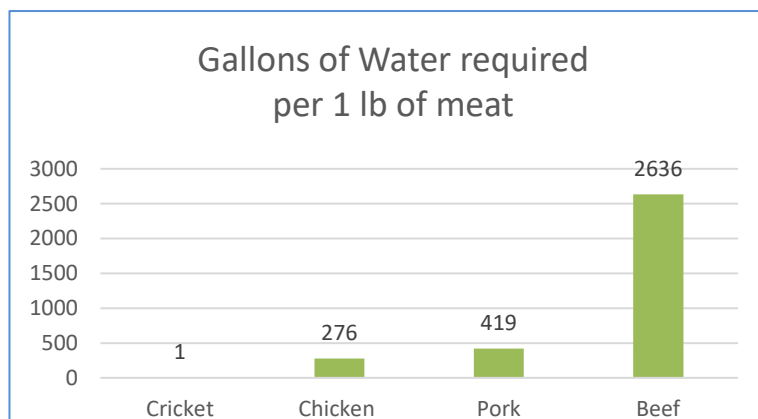 Gallons of Water required
per 1 lb of meat
3000
2500
2000
1500
1000
500
0
1
276
419
2636
Cricket
Chicken
Pork
Beef